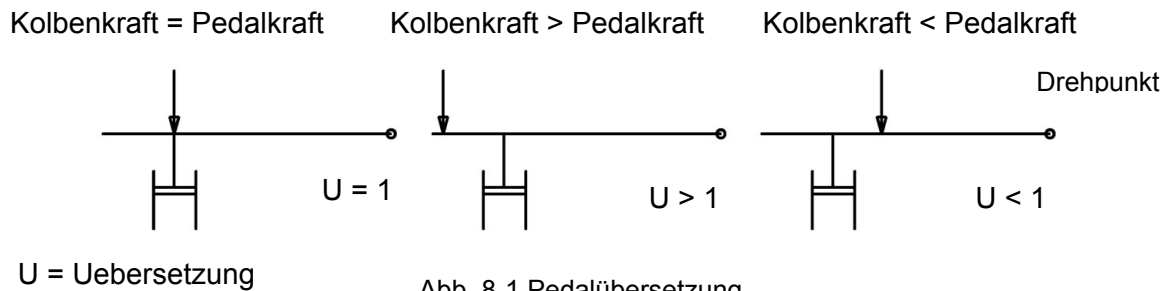 Kolbenkraft = Pedalkraft
Kolbenkraft > Pedalkraft
Kolbenkraft < Pedalkraft
Drehpunkt
U = 1
U > 1
U < 1
U = Uebersetzung
Abb. 8.1 Pedalübersetzung